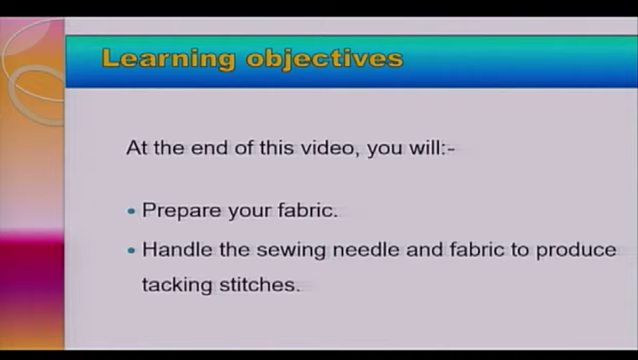 Learning objectives
At the end of this video, you will:-
• Prepare your fabric.
• Handle the sewing needle and fabric to produce
tacking stitches.